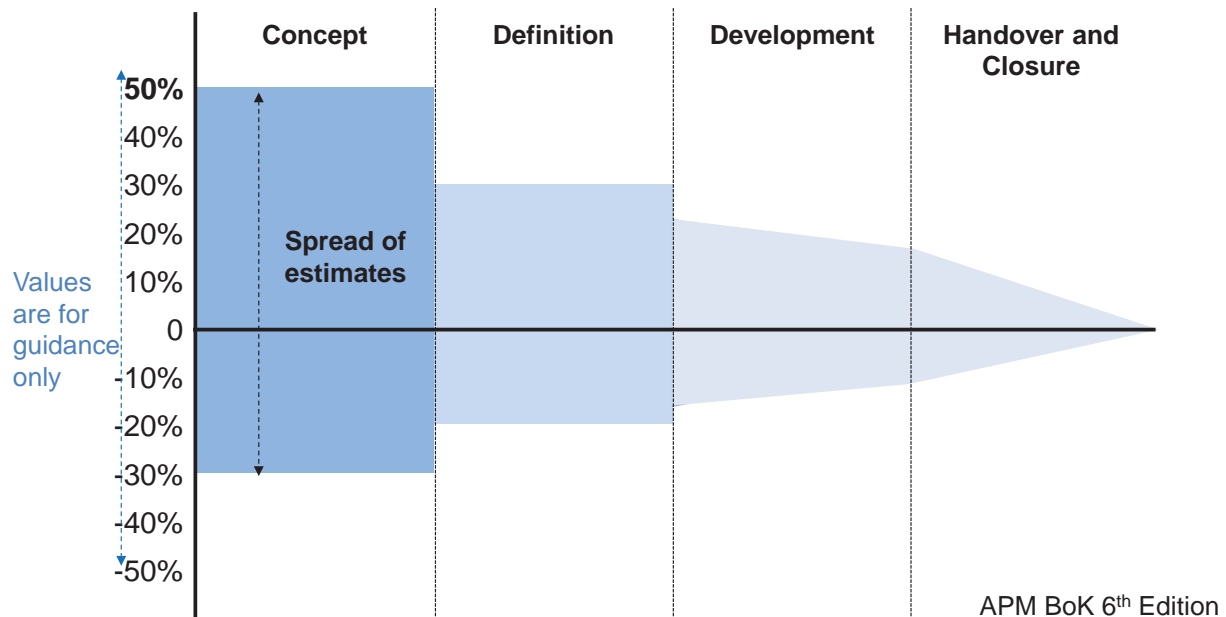 Concept
Definition
Development
Handover and
Closure
50%
40%
30%
20%
10%
0
-10%
-20%
-30%
-40%
-50%
Values
are for
guidance
only
Spread of
estimates
APM BoK 6th Edition